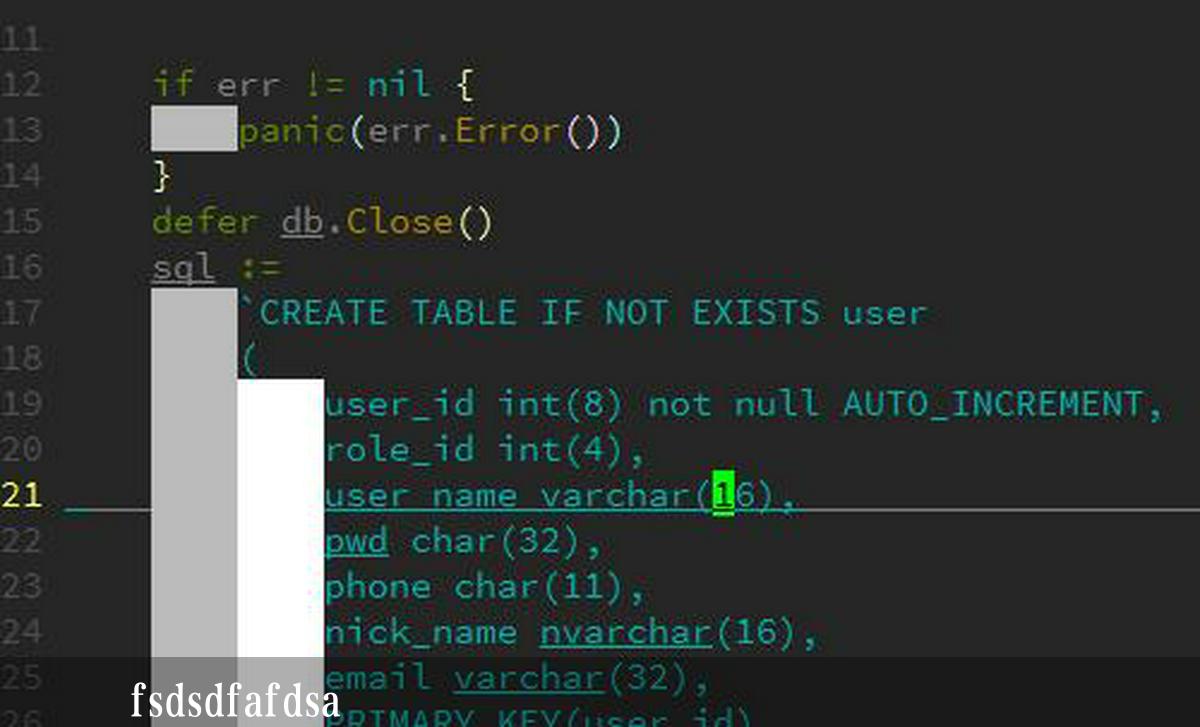 11
12 if err != nil {
13 panic(err.Error())
14 }
15 defer db.Close()
16 sql :=
17 `CREATE TABLE IF NOT EXISTS user
18 (
19 user_id int(8) not null AUTO_INCREMENT,
20 role_id int(4),
21 user_name varchar(16),
22 pwd char(32),
23 phone char(11),
24 nick_name nvarchar(16),
25 email varchar(32),
26 PRIMARY KEY(user_id)
fsdsdfafdsa